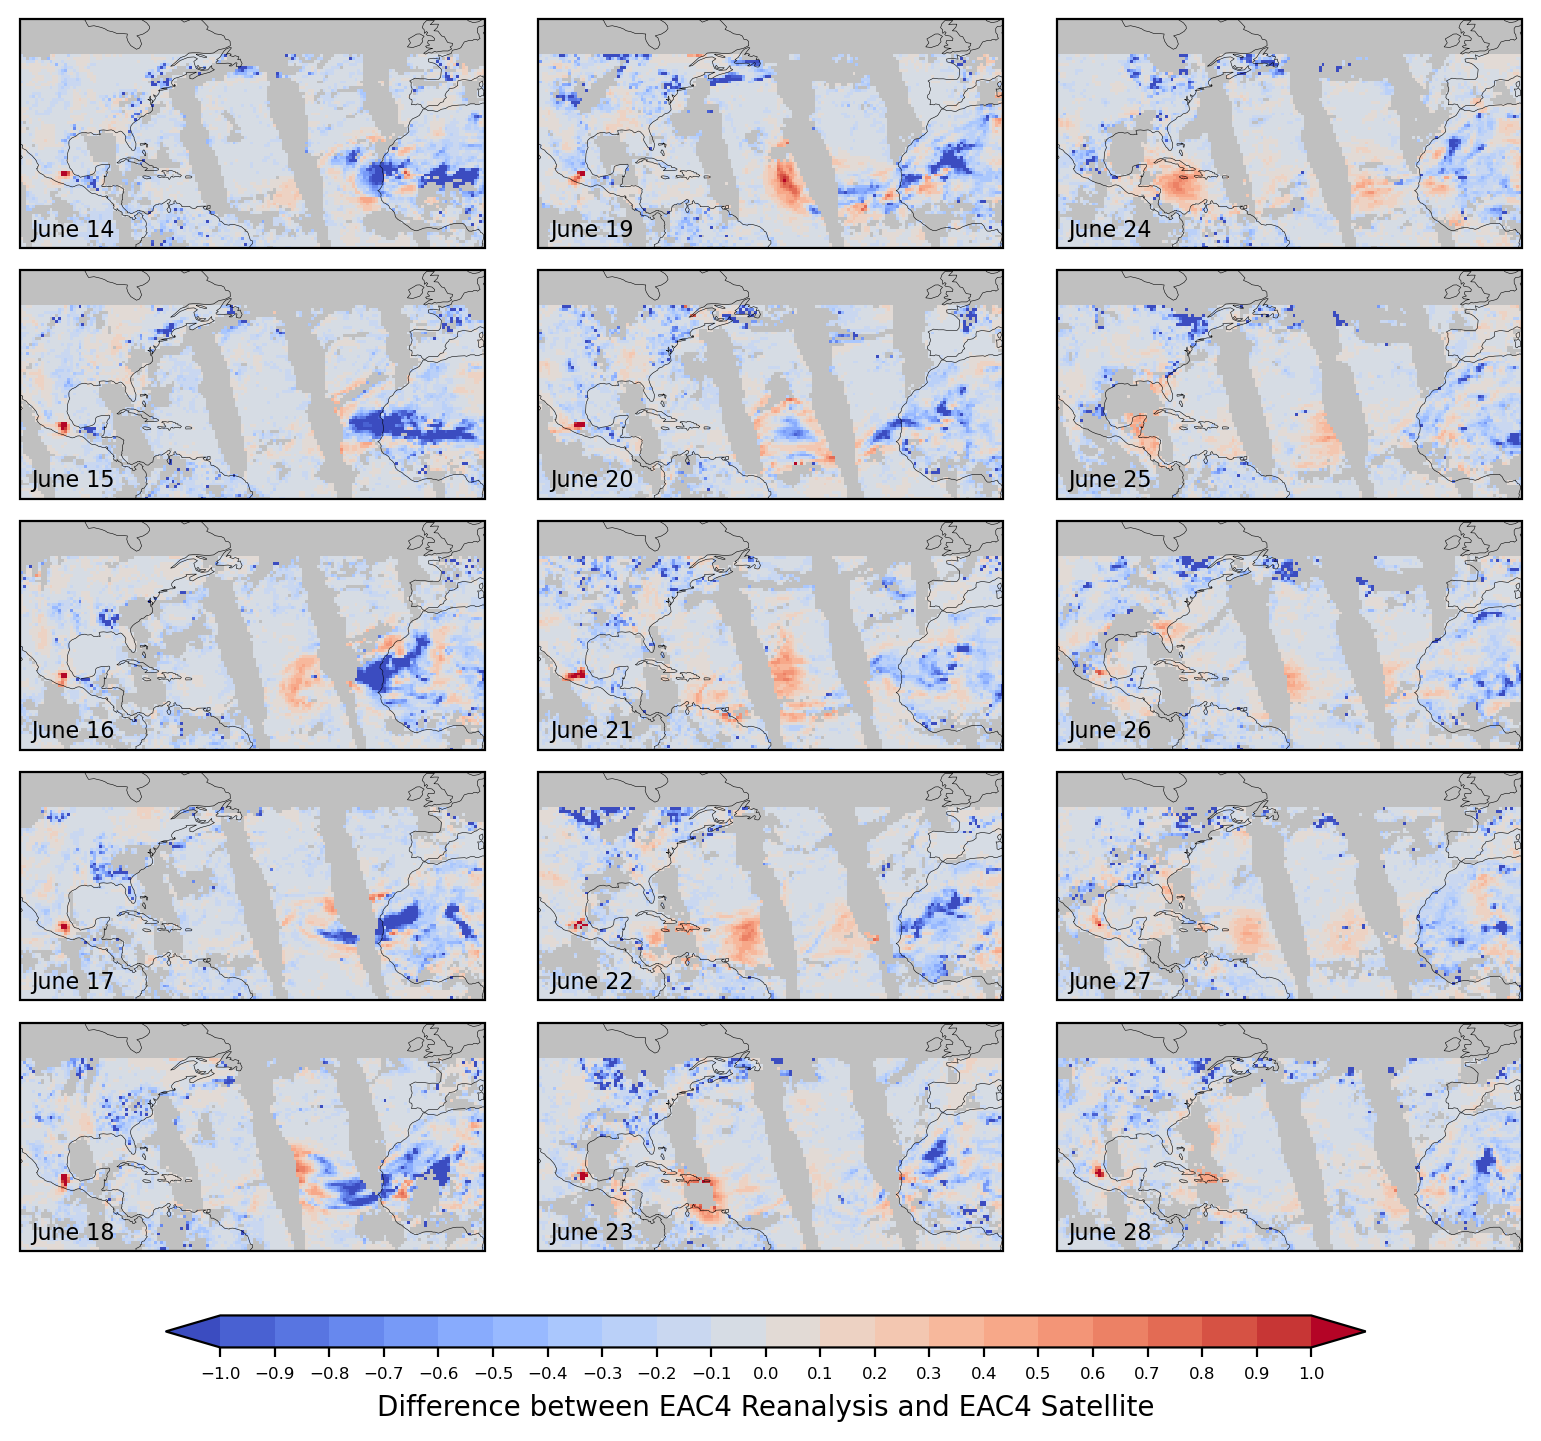 June 14
June 19
June 24
June 15
June 20
June 25
June 16
June 21
June 26
June 17
June 22
June 27
June 18
June 23
June 28
−1.0 −0.9 −0.8 −0.7 −0.6 −0.5 −0.4 −0.3 −0.2 −0.1 0.0 0.1 0.2 0.3 0.4 0.5 0.6 0.7 0.8 0.9 1.0
Difference between EAC4 Reanalysis and EAC4 Satellite